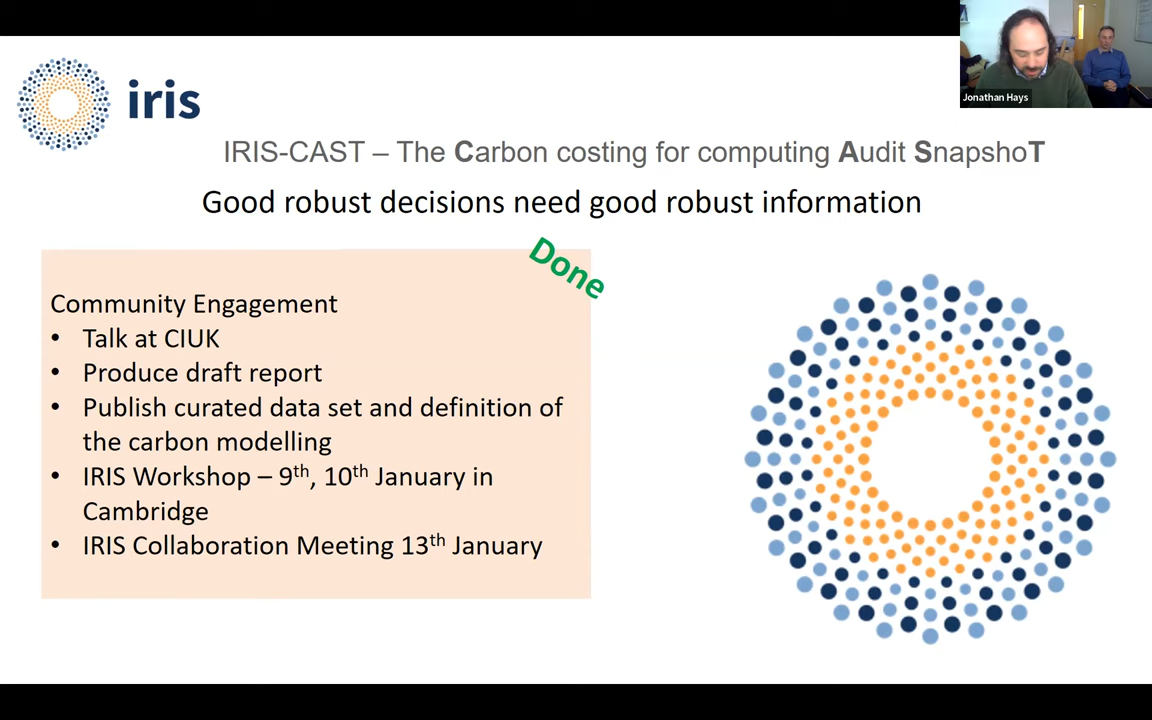 Jonathan Hays
iris
IRIS-CAST – The Carbon costing for computing Audit SnapshoT
Good robust decisions need good robust information
Done
Community Engagement
• Talk at CIUK
• Produce draft report
• Publish curated data set and definition of
the carbon modelling
• IRIS Workshop – 9th, 10th January in
Cambridge
• IRIS Collaboration Meeting 13th January